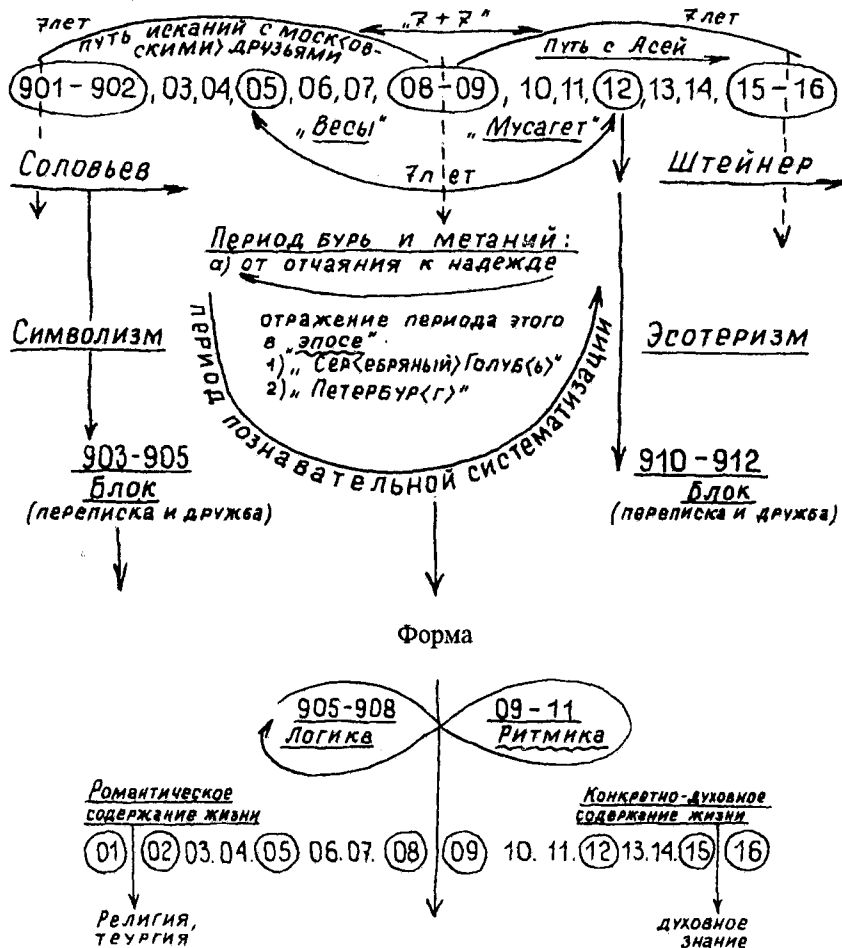 7лет
„7 + 7"
7 лет
путь исканий с моск<ов-
скими> друзьями
Путь с Асей
901-902, 03, 04, 05, 06, 07, 08-09, 10, 11, 12, 13, 14, 15-16
„Весы"
„Мусагет"
7 лет
Соловьев
Штейнер
Период бурь и метаний:
а) от отчаяния к надежде
отражение периода этого
в „эпосе"
1) „Сер<ебряный> Голуб<ь>"
2) „Петербур<г>"
период познавательной систематизации
Символизм
Эсотеризм
903-905
Блок
(переписка и дружба)
910-912
Блок
(переписка и дружба)
Форма
905-908
Логика
09-11
Ритмика
Романтическое
содержание жизни
Конкретно-духовное
содержание жизни
01 02 03. 04. 05 06. 07. 08 09 10. 11. 12 13. 14. 15 16
Религия,
теургия
духовное
знание